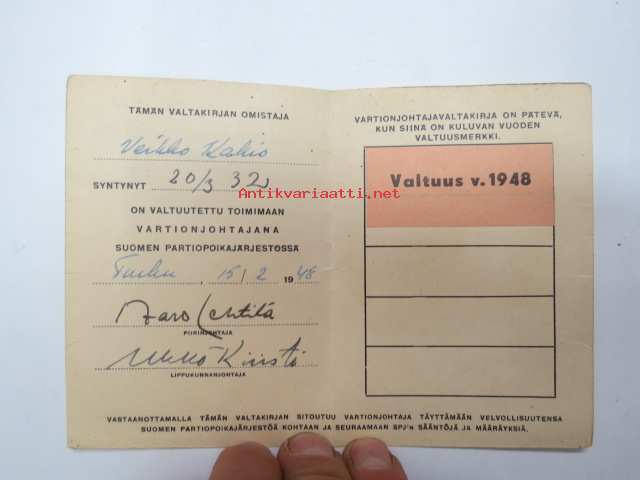 TÄMÄN VALTAKIRJAN OMISTAJA
Veikko Kahio
SYNTYNYT 20/3 32
ON VALTUUTETTU TOIMIMAAN
VARTIONJOHTAJANA
SUOMEN PARTIOPOIKAJÄRJESTÖSSÄ
Turku, 15/2 1948
Lehtilä
PIIRINJOHTAJA
LIPPUKUNNANJOHTAJA
VARTIONJOHTAJAVALTAKIRJA ON PÄTEVÄ,
KUN SIINÄ ON KULUVAN VUODEN
VALTUUSMERKKI.
Valtuus v. 1948
Antikvariaatti.net
VASTAANOTTAMALLA TÄMÄN VALTAKIRJAN SITOUTUU VARTIONJOHTAJA TÄYTTÄMÄÄN VELVOLLISUUTENSA
SUOMEN PARTIOPOIKAJÄRJESTÖÄ KOHTAAN JA SEURAAMAAN SPJ'n SÄÄNTÖJÄ JA MÄÄRÄYKSIÄ.